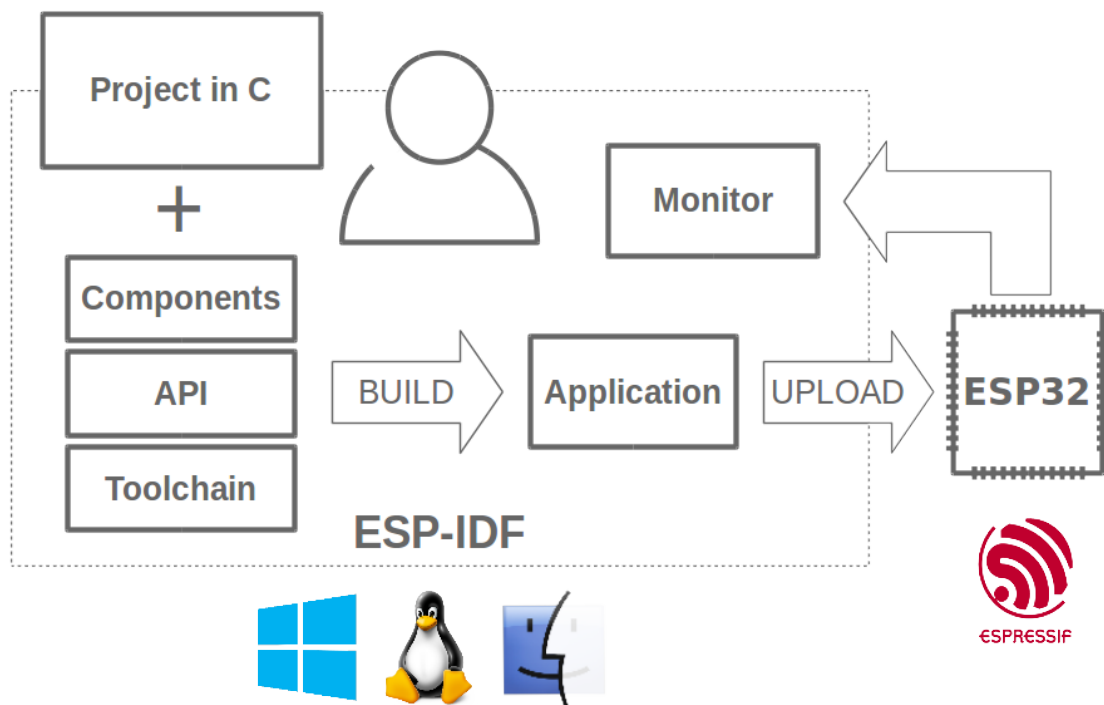 Project in C
+
Components
API
Toolchain
BUILD
Application
UPLOAD
Monitor
ESP32
ESP-IDF
ESPRESSIF